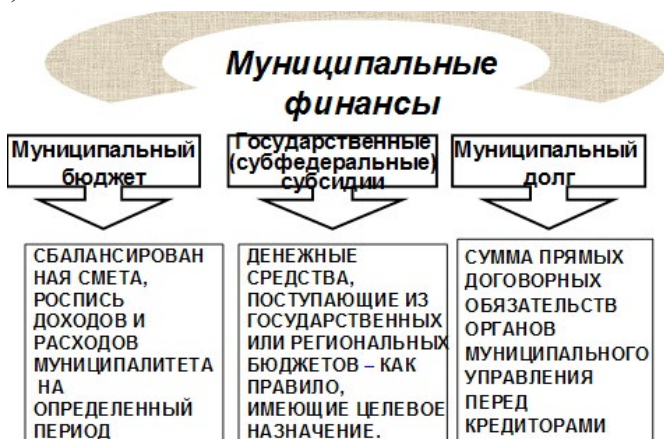 Муниципальные
финансы
Муниципальный
бюджет
Государственные
(субфедеральные)
субсидии
Муниципальный
долг
СБАЛАНСИРОВАН
НАЯ СМЕТА,
РОСПИСЬ
ДОХОДОВ И
РАСХОДОВ
МУНИЦИПАЛИТЕТА
НА
ОПРЕДЕЛЕННЫЙ
ПЕРИОД
ДЕНЕЖНЫЕ
СРЕДСТВА,
ПОСТУПАЮЩИЕ ИЗ
ГОСУДАРСТВЕННЫХ
ИЛИ РЕГИОНАЛЬНЫХ
БЮДЖЕТОВ – КАК
ПРАВИЛО,
ИМЕЮЩИЕ ЦЕЛЕВОЕ
НАЗНАЧЕНИЕ.
СУММА ПРЯМЫХ
ДОГОВОРНЫХ
ОБЯЗАТЕЛЬСТВ
ОРГАНОВ
МУНИЦИПАЛЬНОГО
УПРАВЛЕНИЯ
ПЕРЕД
КРЕДИТОРАМИ